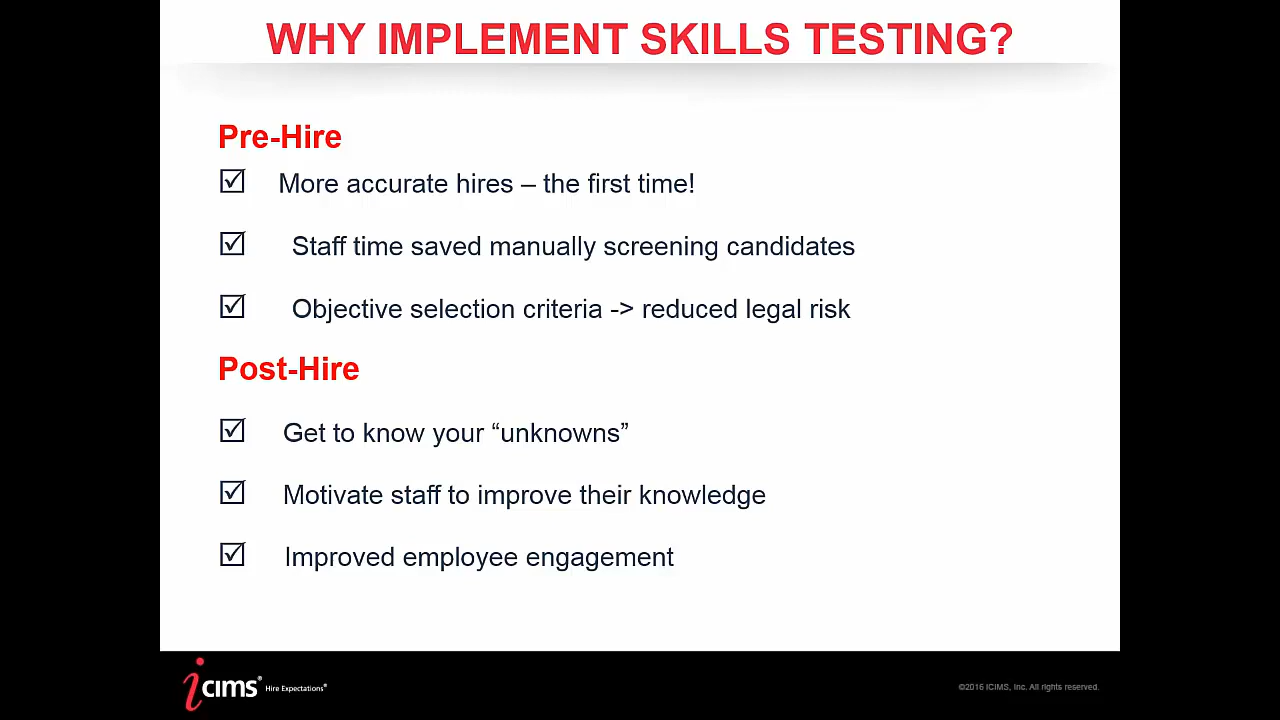 WHY IMPLEMENT SKILLS TESTING?
Pre-Hire
More accurate hires – the first time!
Staff time saved manually screening candidates
Objective selection criteria -> reduced legal risk
Post-Hire
Get to know your “unknowns”
Motivate staff to improve their knowledge
Improved employee engagement
icims® Hire Expectations®
©2016 iCIMS, Inc. All rights reserved.